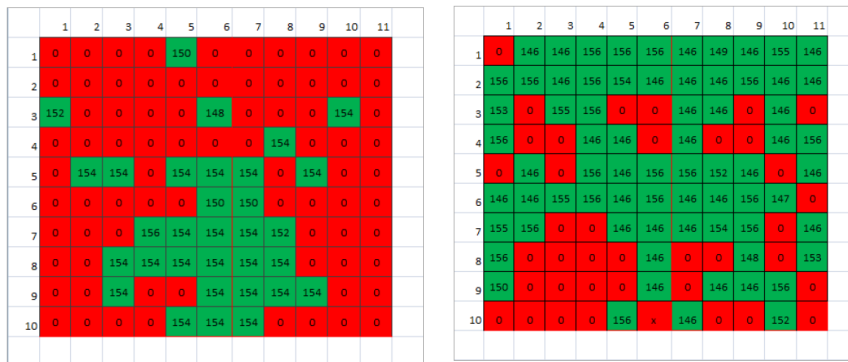 1 2 3 4 5 6 7 8 9 10 11
1 0 0 0 0 150 0 0 0 0 0 0
2 0 0 0 0 0 0 0 0 0 0 0
3 152 0 0 0 0 148 0 0 0 154 0
4 0 0 0 0 0 0 0 154 0 0 0
5 0 154 154 0 154 154 154 0 154 0 0
6 0 0 0 0 0 150 150 0 0 0 0
7 0 0 0 156 154 154 154 152 0 0 0
8 0 0 154 154 154 154 154 154 0 0 0
9 0 0 154 0 0 154 154 154 154 0 0
10 0 0 0 0 154 154 154 0 0 0 0
1 2 3 4 5 6 7 8 9 10 11
1 0 146 146 156 156 156 146 149 146 155 146
2 156 156 146 156 154 146 146 146 156 146 146
3 153 0 155 156 0 0 146 146 0 146 0
4 156 0 0 146 146 0 146 0 0 146 156
5 0 146 0 156 146 156 156 152 146 0 146
6 146 146 155 156 146 146 146 156 156 147 0
7 155 156 0 0 146 146 146 154 156 0 146
8 156 0 0 0 0 146 0 0 148 0 153
9 150 0 0 0 0 146 0 146 146 156 0
10 0 0 0 0 156 x 146 0 0 152 0